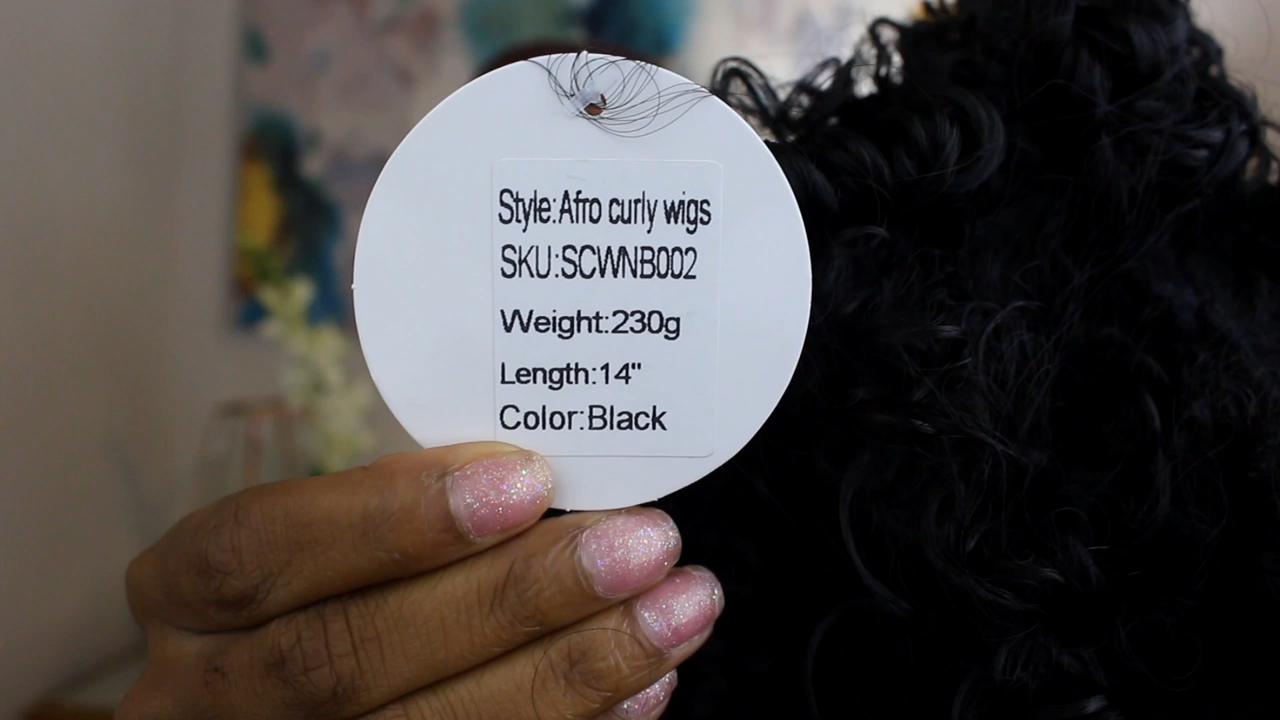 Style:Afro curly wigs
SKU:SCWNB002
Weight:230g
Length:14"
Color:Black